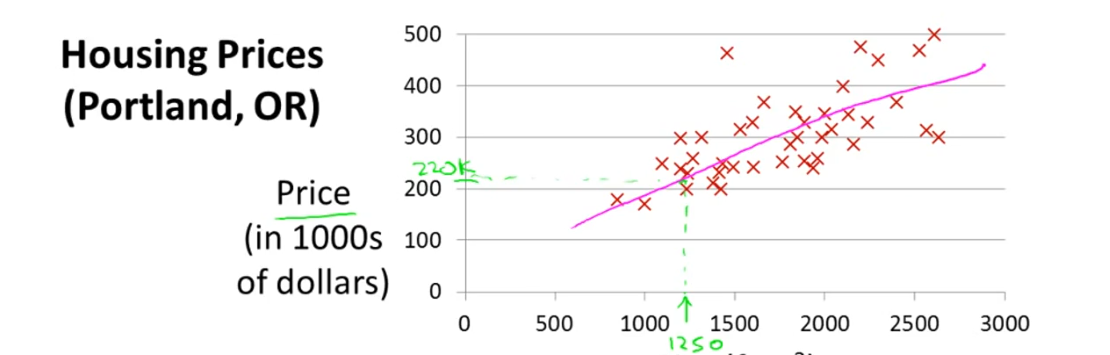 Housing Prices
(Portland, OR)
Price
(in 1000s
of dollars)
500
400
300
220K
200
100
0
0 500 1000 1500 2000 2500 3000
1250